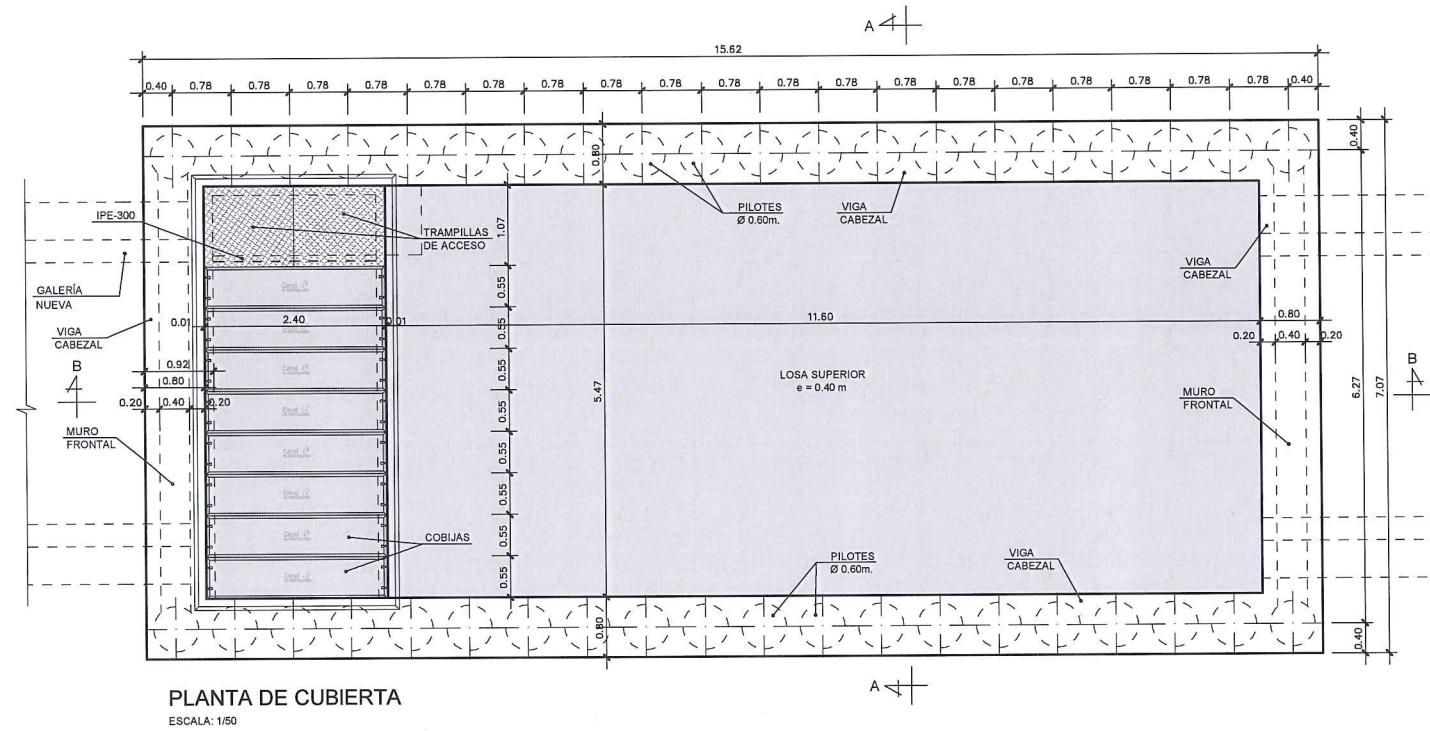 A
15.62
0.40 0.78 0.78 0.78 0.78 0.78 0.78 0.78 0.78 0.78 0.78 0.78 0.78 0.78 0.78 0.78 0.78 0.78 0.78 0.78 0.40
0.80
0.40
IPE-300
TRAMPILLAS
DE ACCESO
1.07
PILOTES
Ø 0.60m.
VIGA
CABEZAL
VIGA
CABEZAL
GALERÍA
NUEVA
VIGA
CABEZAL
0.01
2.40
0.01
11.60
0.80
0.20
0.40
0.20
0.55
0.55
0.55
0.55
0.55
0.55
0.55
0.55
0.92
0.80
0.20
0.40
0.20
B
5.47
LOSA SUPERIOR
e = 0.40 m
MURO
FRONTAL
6.27
7.07
B
MURO
FRONTAL
COBIJAS
PILOTES
Ø 0.60m.
VIGA
CABEZAL
0.80
0.40
A
PLANTA DE CUBIERTA
ESCALA: 1/50